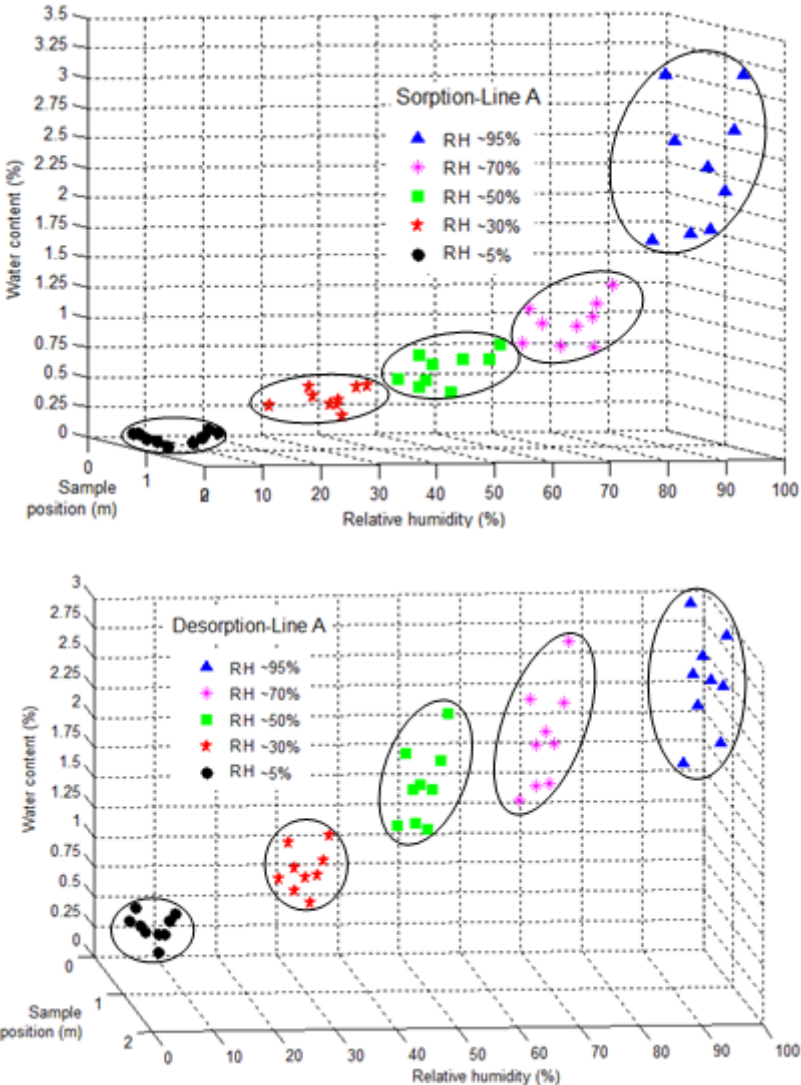 3.5
3.25
3
2.75
2.5
2.25
2
1.75
1.5
1.25
1
0.75
0.5
0.25
0
Water content (%)
Sorption-Line A
RH ~95%
RH ~70%
RH ~50%
RH ~30%
RH ~5%
0
1
Sample
position (m)
10
20
30
40
50
60
70
80
90
100
Relative humidity (%)
3
2.75
2.5
2.25
2
1.75
1.5
1.25
1
0.75
0.5
0.25
0
Water content (%)
Desorption-Line A
RH ~95%
RH ~70%
RH ~50%
RH ~30%
RH ~5%
0
1
2
Sample
position (m)
0
10
20
30
40
50
60
70
80
90
100
Relative humidity (%)